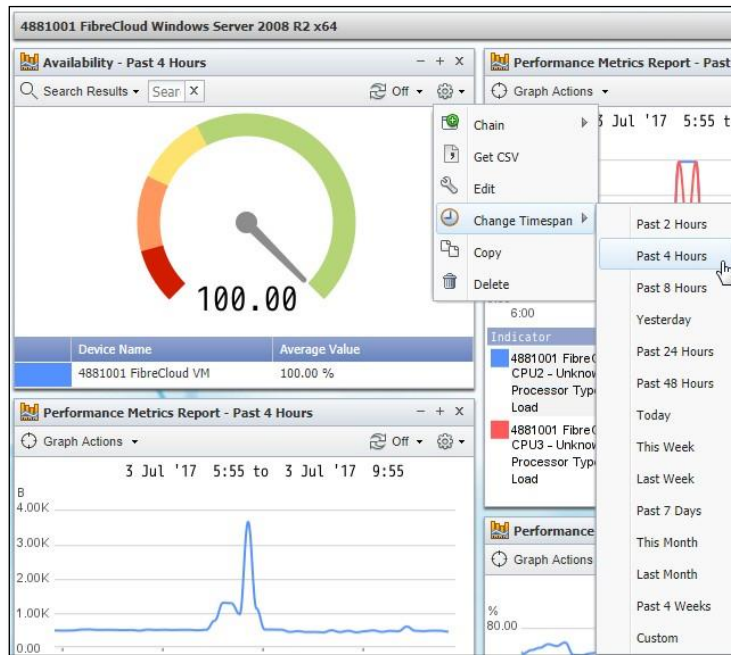 4881001 FibreCloud Windows Server 2008 R2 x64
Availability - Past 4 Hours
Search Results
Sear
Off
100.00
Device Name Average Value
4881001 FibreCloud VM 100.00 %
Chain
Get CSV
Edit
Change Timespan
Copy
Delete
Past 2 Hours
Past 4 Hours
Past 8 Hours
Yesterday
Past 24 Hours
Past 48 Hours
Today
This Week
Last Week
Past 7 Days
This Month
Last Month
Past 4 Weeks
Custom
Performance Metrics Report - Past
Graph Actions
3 Jul '17 5:55 t
6:00
Indicator
4881001 FibreC
CPU2 - Unknow
Processor Type
Load
4881001 FibreC
CPU3 - Unknow
Processor Type
Load
Performance Metrics Report - Past 4 Hours
Graph Actions
Off
3 Jul '17 5:55 to 3 Jul '17 9:55
B
4.00K
3.00K
2.00K
1.00K
0.00
Performance
Graph Actions
%
80.00